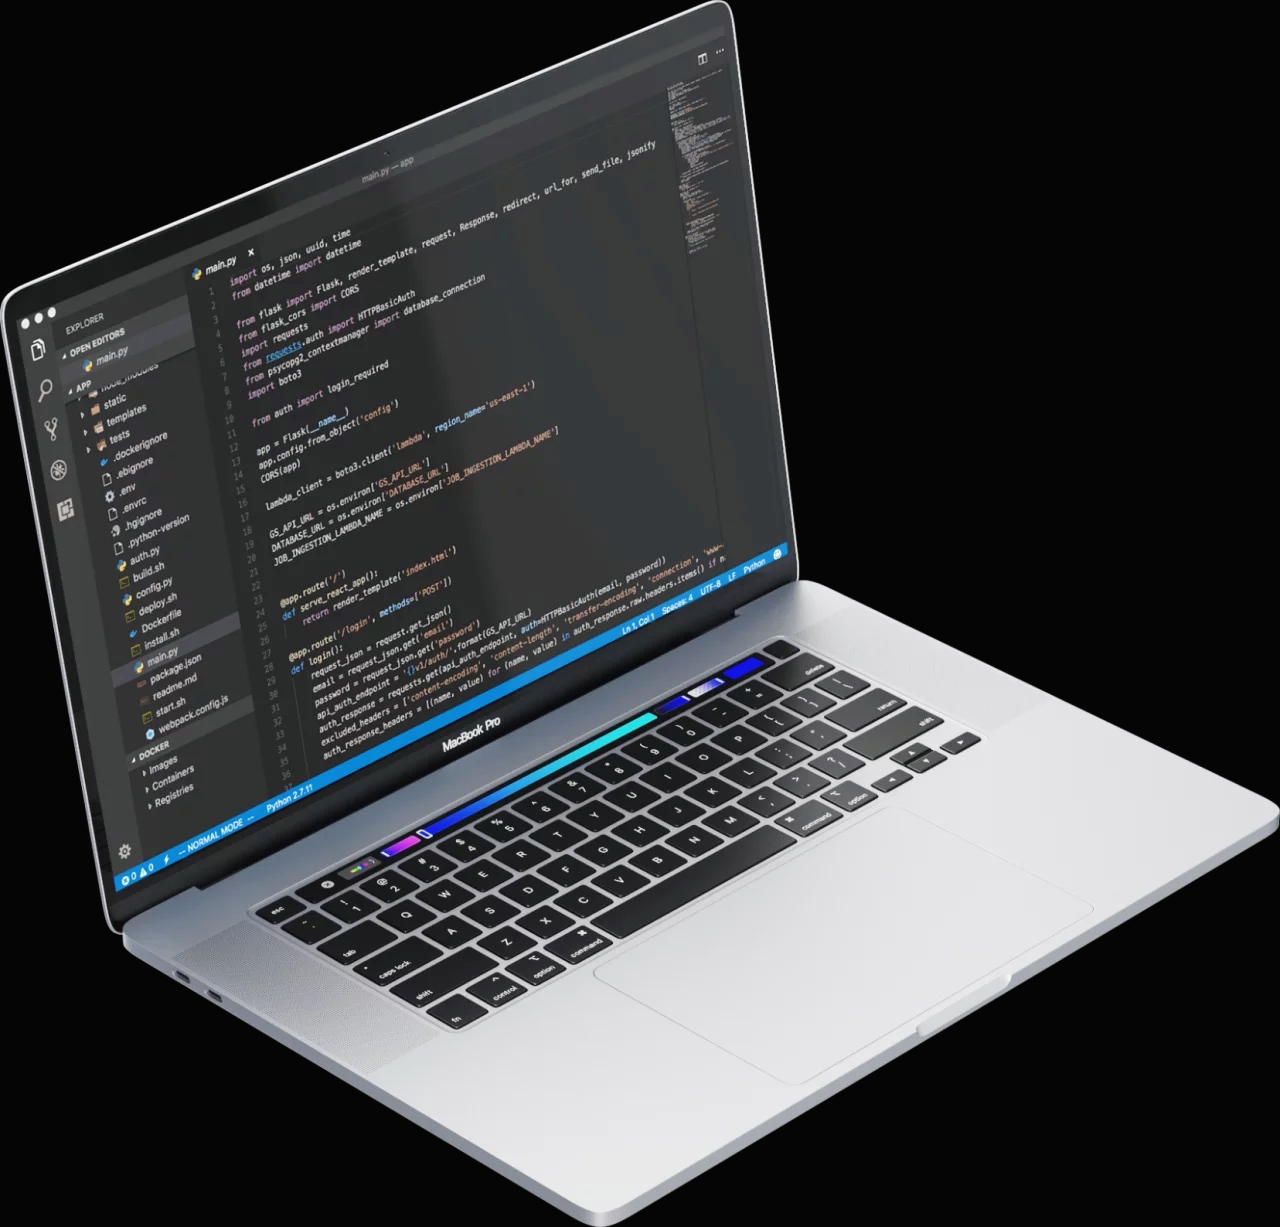 main.py — app
EXPLORER
OPEN EDITORS
main.py
APP
node_modules
static
templates
tests
.dockerignore
.ebignore
.env
.envrc
.hgignore
.python-version
auth.py
build.sh
config.py
deploy.sh
Dockerfile
install.sh
main.py
package.json
readme.md
start.sh
webpack.config.js
DOCKER
Images
Containers
Registries
main.py
1 import os, json, uuid, time
2 from datetime import datetime
3
4 from flask import Flask, render_template, request, Response, redirect, url_for, send_file, jsonify
5 from flask_cors import CORS
6 import requests
7 from requests.auth import HTTPBasicAuth
8 from psycopg2_contextmanager import database_connection
9 import boto3
10
11 from auth import login_required
12
13 app = Flask(__name__)
14 app.config.from_object('config')
15 CORS(app)
16
17 lambda_client = boto3.client('lambda', region_name='us-east-1')
18
19 GS_API_URL = os.environ['GS_API_URL']
20 DATABASE_URL = os.environ['DATABASE_URL']
21 JOB_INGESTION_LAMBDA_NAME = os.environ['JOB_INGESTION_LAMBDA_NAME']
22
23
24 @app.route('/')
25 def serve_react_app():
26 return render_template('index.html')
27
28 @app.route('/login', methods=['POST'])
29 def login():
30 request_json = request.get_json()
31 email = request_json.get('email')
32 password = request_json.get('password')
33 api_auth_endpoint = '{}v1/auth/'.format(GS_API_URL)
34 auth_response = requests.get(api_auth_endpoint, auth=HTTPBasicAuth(email, password))
35 excluded_headers = ['content-encoding', 'content-length', 'transfer-encoding', 'connection', 'www-
36 auth_response_headers = [(name, value) for (name, value) in auth_response.raw.headers.items() if n
0 0 -- NORMAL MODE -- Python 2.7.11
Ln 1, Col 1 Spaces: 4 UTF-8 LF Python
MacBook Pro
esc
~ `
! 1
@ 2
# 3
$ 4
% 5
^ 6
& 7
* 8
( 9
) 0
_ -
+ =
delete
tab
Q W E R T Y U I O P { [ } ] | \
caps lock
A S D F G H J K L : ; " '
return
shift
Z X C V B N M < , > . ? /
shift
fn
control
option
command
command
option